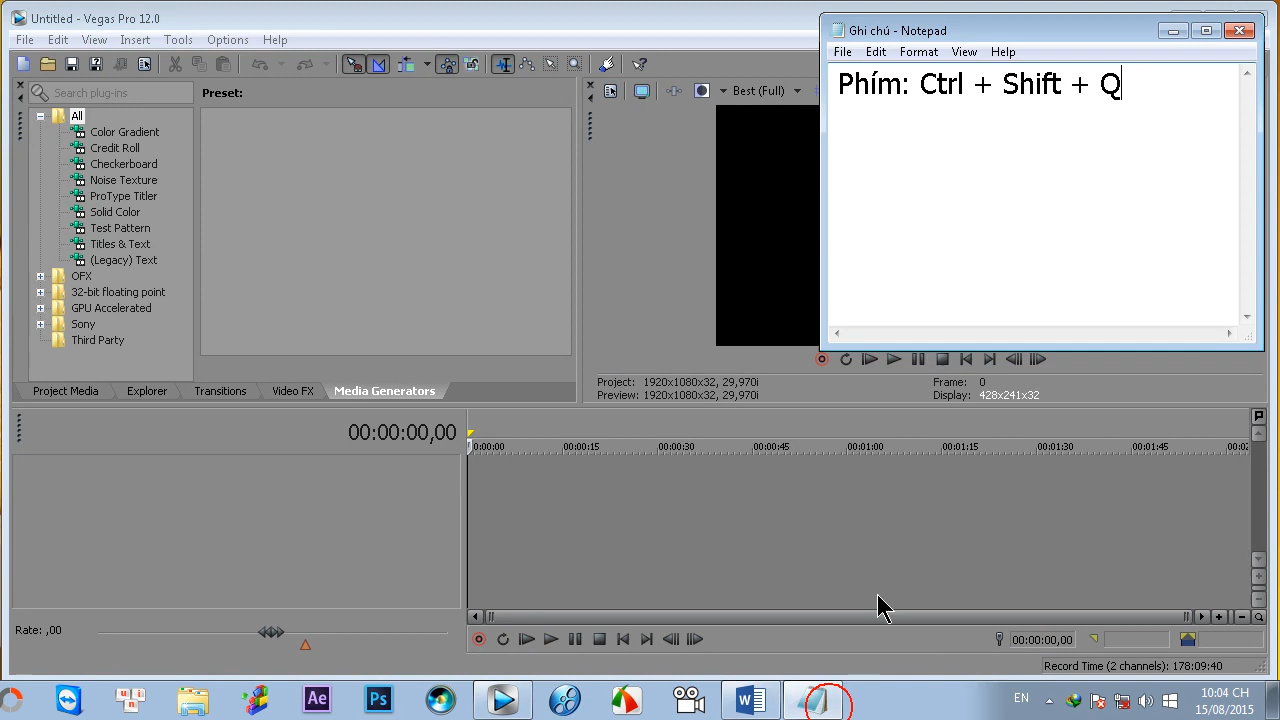 Untitled - Vegas Pro 12.0
File Edit View Insert Tools Options Help
Search plug-ins
Preset:
All
Color Gradient
Credit Roll
Checkerboard
Noise Texture
ProType Titler
Solid Color
Test Pattern
Titles & Text
(Legacy) Text
OFX
32-bit floating point
GPU Accelerated
Sony
Third Party
Project Media Explorer Transitions Video FX Media Generators
Best (Full)
Ghi chú - Notepad
File Edit Format View Help
Phím: Ctrl + Shift + Q
Project: 1920x1080x32, 29,970i
Preview: 1920x1080x32, 29,970i
Frame: 0
Display: 428x241x32
00:00:00,00
0:00:00 00:00:15 00:00:30 00:00:45 00:01:00 00:01:15 00:01:30 00:01:45
Rate: ,00
00:00:00,00
Record Time (2 channels): 178:09:40
Ae Ps W
EN
10:04 CH
15/08/2015